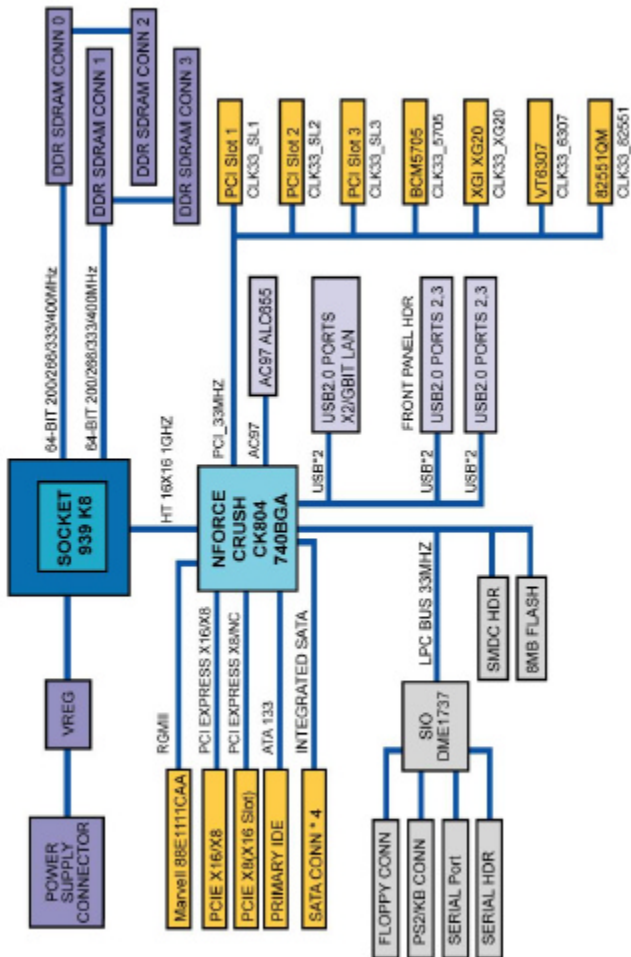 POWER
SUPPLY
CONNECTOR
VREG
SOCKET
939 K8
64-BIT 200/266/333/400MHz
64-BIT 200/266/333/400MHz
DDR SDRAM CONN 0
DDR SDRAM CONN 1
DDR SDRAM CONN 2
DDR SDRAM CONN 3
HT 16X16 1GHZ
NFORCE
CRUSH
CK804
740BGA
RGMII
Marvell 88E1111CAA
PCI EXPRESS X16/X8
PCIE X16/X8
PCI EXPRESS X8/NC
PCIE X8(X16 Slot)
ATA 133
PRIMARY IDE
INTEGRATED SATA
SATA CONN * 4
PCI_33MHZ
PCI Slot 1
CLK33_SL1
PCI Slot 2
CLK33_SL2
PCI Slot 3
CLK33_SL3
BCM5705
CLK33_5705
XGI XG20
CLK33_XG20
VT6307
CLK33_6307
82551QM
CLK33_82551
AC97
AC97 ALC655
USB*2
USB2.0 PORTS
X2/GBIT LAN
FRONT PANEL HDR
USB*2
USB2.0 PORTS 2,3
USB*2
USB2.0 PORTS 2,3
LPC BUS 33MHZ
SIO
DME1737
FLOPPY CONN
PS2/KB CONN
SERIAL Port
SERIAL HDR
SMDC HDR
8MB FLASH